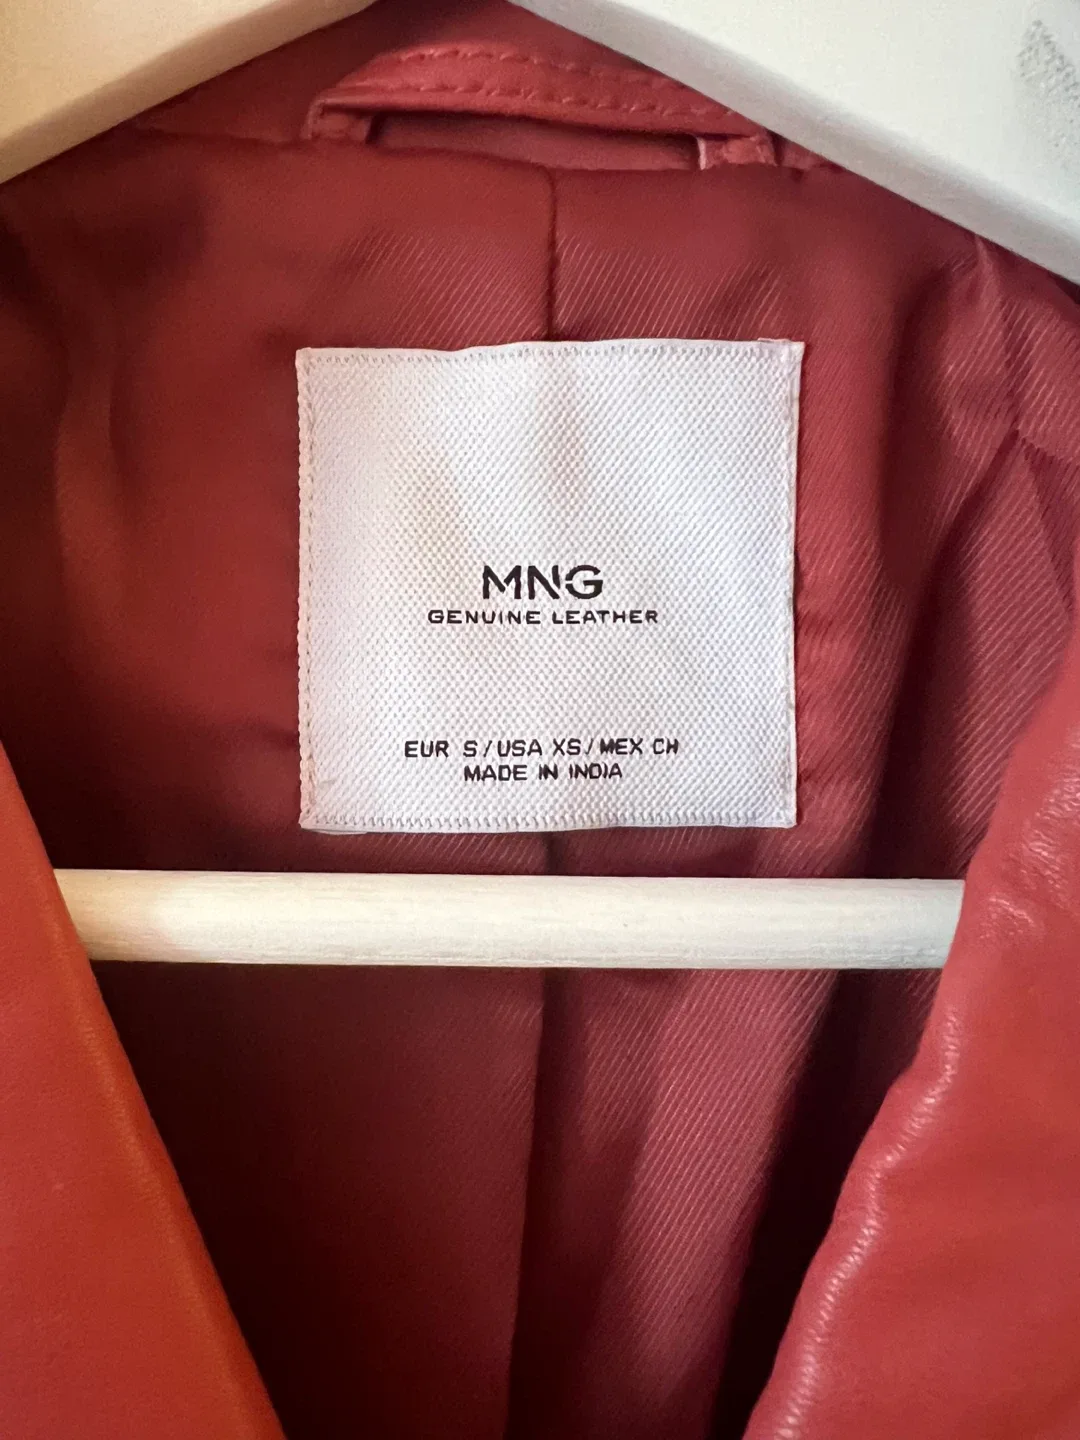 MNG
GENUINE LEATHER
EUR S/USA XS/MEX CH
MADE IN INDIA